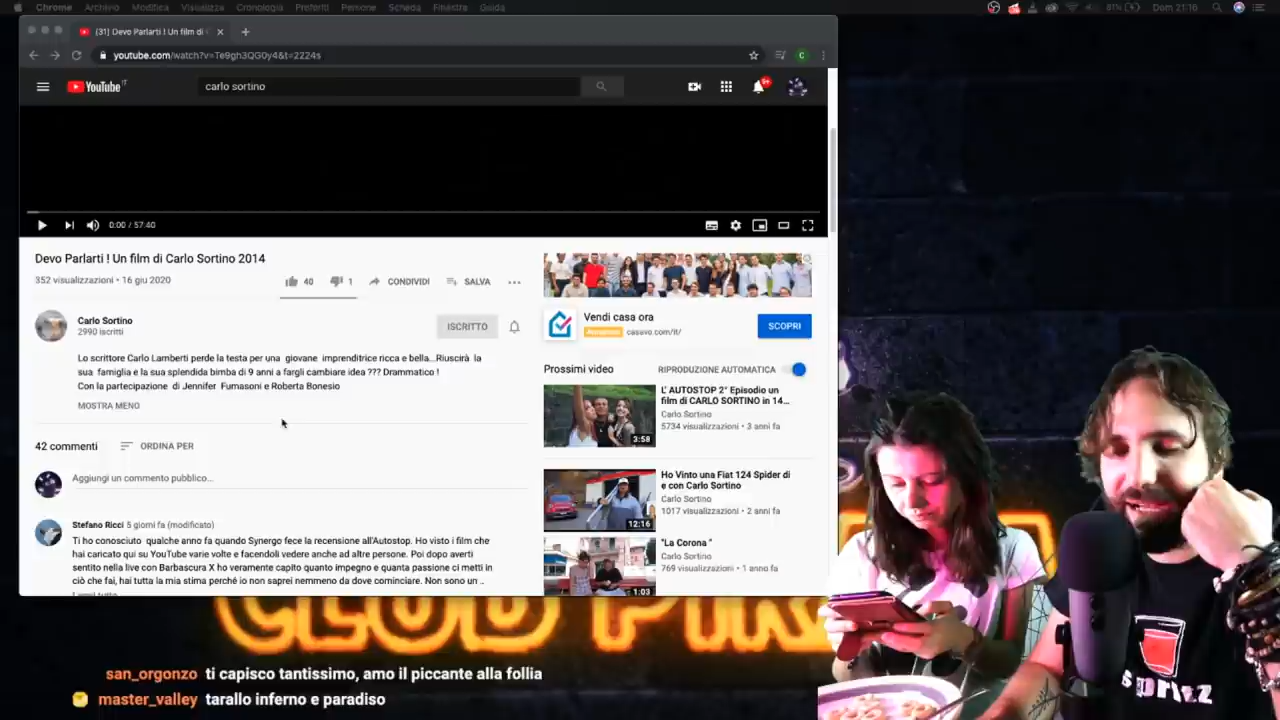 Chrome Archivio Modifica Visualizza Cronologia Preferiti Persone Scheda Finestra Guida
81% Dom 21:16
(31) Devo Parlarti ! Un film di
youtube.com/watch?v=Te9gh3QG0y4&t=2224s
YouTube IT
carlo sortino
9+
0:00 / 57:40
Devo Parlarti ! Un film di Carlo Sortino 2014
352 visualizzazioni • 16 giu 2020
40
1
CONDIVIDI
SALVA
Carlo Sortino
2990 iscritti
ISCRITTO
Lo scrittore Carlo Lamberti perde la testa per una giovane imprenditrice ricca e bella...Riuscirà la
sua famiglia e la sua splendida bimba di 9 anni a fargli cambiare idea ??? Drammatico !
Con la partecipazione di Jennifer Fumasoni e Roberta Bonesio
MOSTRA MENO
42 commenti
ORDINA PER
Aggiungi un commento pubblico...
Stefano Ricci 5 giorni fa (modificato)
Ti ho conosciuto qualche anno fa quando Synergo fece la recensione all'Autostop. Ho visto i film che
hai caricato qui su YouTube varie volte e facendoli vedere anche ad altre persone. Poi dopo averti
sentito nella live con Barbascura X ho veramente capito quanto impegno e quanta passione ci metti in
ciò che fai, hai tutta la mia stima perché io non saprei nemmeno da dove cominciare. Non sono un ..
Vendi casa ora
casavo.com/it/
SCOPRI
Prossimi video
RIPRODUZIONE AUTOMATICA
L' AUTOSTOP 2° Episodio un
film di CARLO SORTINO in 14...
Carlo Sortino
5734 visualizzazioni • 3 anni fa
3:58
Ho Vinto una Fiat 124 Spider di
e con Carlo Sortino
Carlo Sortino
1017 visualizzazioni • 2 anni fa
12:16
"La Corona "
Carlo Sortino
769 visualizzazioni • 1 anno fa
1:03
san_orgonzo ti capisco tantissimo, amo il piccante alla follia
master_valley tarallo inferno e paradiso